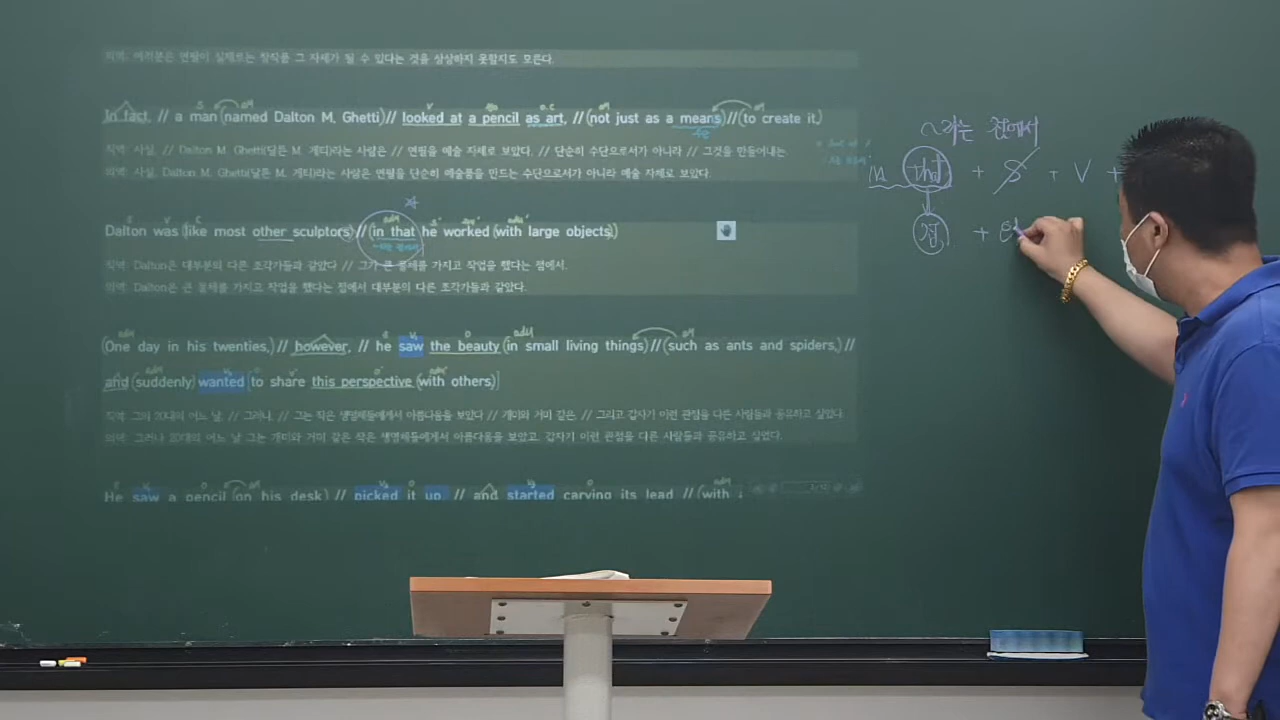 직역: 여러분은 연필이 실제로는 창작품 그 자체가 될 수 있다는 것을 상상하지 못할지도 모른다.
In fact, // a man (named Dalton M. Ghetti)// looked at a pencil as art, // (not just as a means//(to create it,)
직역: 사실, // Dalton M. Ghetti(달튼 M. 게티)라는 사람은 // 연필을 예술 자체로 보았다. // 단순히 수단으로서가 아니라 // 그것을 만들어내는.
의역: 사실, Dalton M. Ghetti(달튼 M. 게티)라는 사람은 연필을 단순히 예술품을 만드는 수단으로서가 아니라 예술 자체로 보았다.
~라는 점에서
in that + S + V +
점 +
Dalton was (like most other sculptors)// (in that he worked (with large objects.)
직역: Dalton은 대부분의 다른 조각가들과 같았다 // 그가 큰 물체를 가지고 작업을 했다는 점에서.
의역: Dalton은 큰 물체를 가지고 작업을 했다는 점에서 대부분의 다른 조각가들과 같았다.
(One day in his twenties,) // however, // he saw the beauty (in small living things)//(such as ants and spiders,) //
and (suddenly) wanted [to share this perspective (with others)]
직역: 그의 20대의 어느 날, // 그러나, // 그는 작은 생명체들에게서 아름다움을 보았다 // 개미와 거미 같은, // 그리고 갑자기 이런 관점을 다른 사람들과 공유하고 싶었다.
의역: 그러나 20대의 어느 날 그는 개미와 거미 같은 작은 생명체들에게서 아름다움을 보았고, 갑자기 이런 관점을 다른 사람들과 공유하고 싶었다.
He saw a pencil (on his desk) // picked it up // and started carving its lead // (with